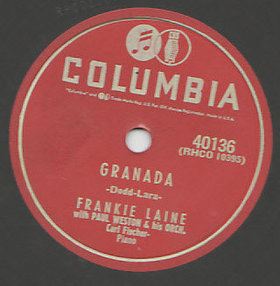 COLUMBIA
40136
(RHCO 10395)
GRANADA
-Dodd-Lara-
FRANKIE LAINE
with PAUL WESTON & his ORCH.
Carl Fischer-
Piano